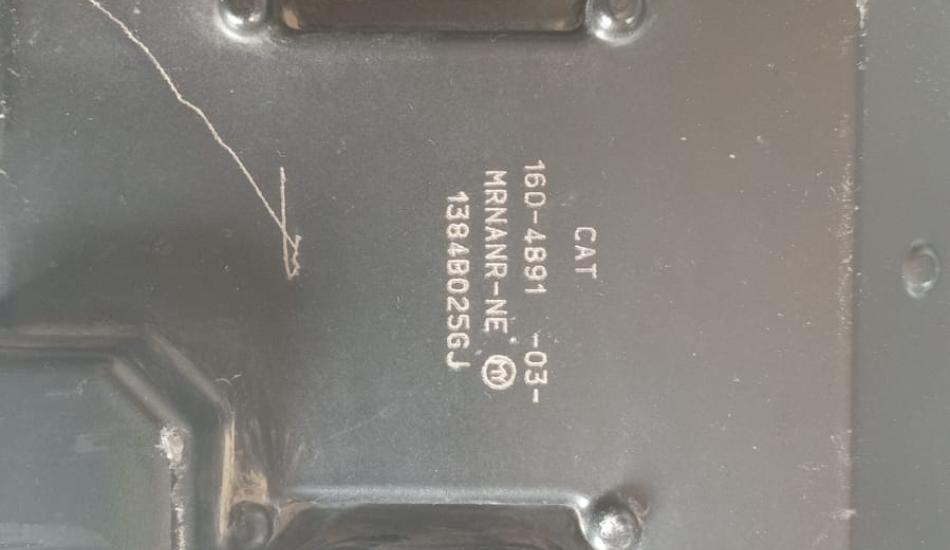 CAT
160-4891 -03-
MRNANR-NE
1384B025GJ